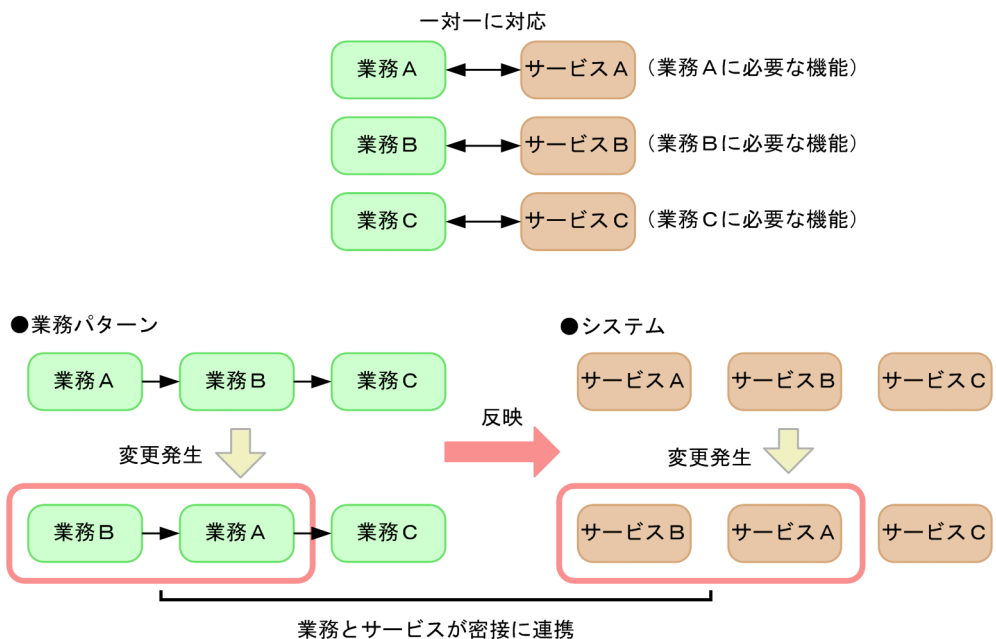 一対一に対応
業務A サービスA (業務Aに必要な機能)
業務B サービスB (業務Bに必要な機能)
業務C サービスC (業務Cに必要な機能)
●業務パターン ●システム
業務A 業務B 業務C サービスA サービスB サービスC
反映
変更発生 変更発生
業務B 業務A 業務C サービスB サービスA サービスC
業務とサービスが密接に連携